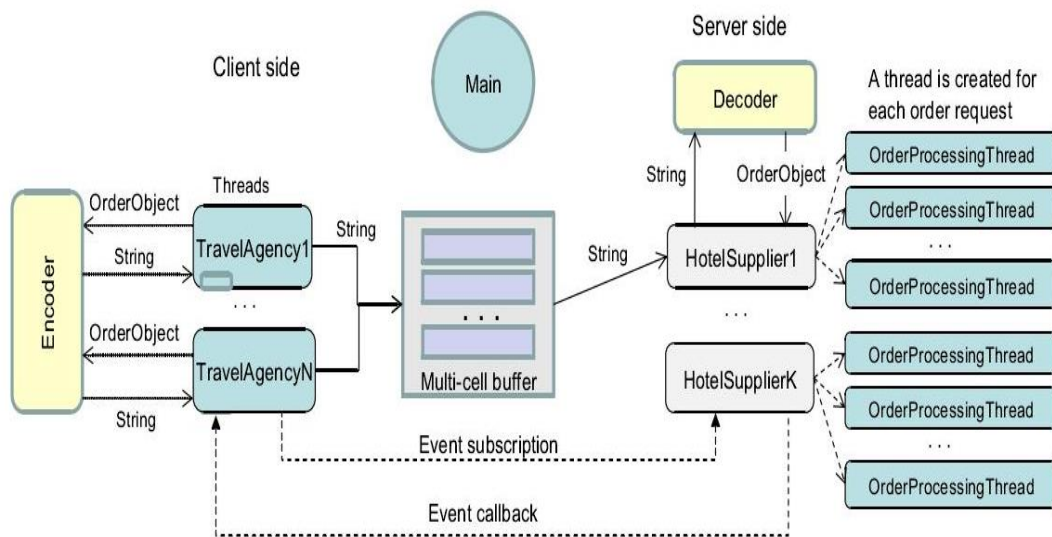 Client side
Main
Server side
A thread is created for
each order request
Decoder
OrderProcessingThread
String
OrderObject
OrderProcessingThread
. . .
OrderProcessingThread
Encoder
OrderObject
Threads
TravelAgency1
String
String
. . .
OrderObject
TravelAgencyN
String
. . .
Multi-cell buffer
String
HotelSupplier1
. . .
HotelSupplierK
OrderProcessingThread
OrderProcessingThread
. . .
OrderProcessingThread
Event subscription
Event callback